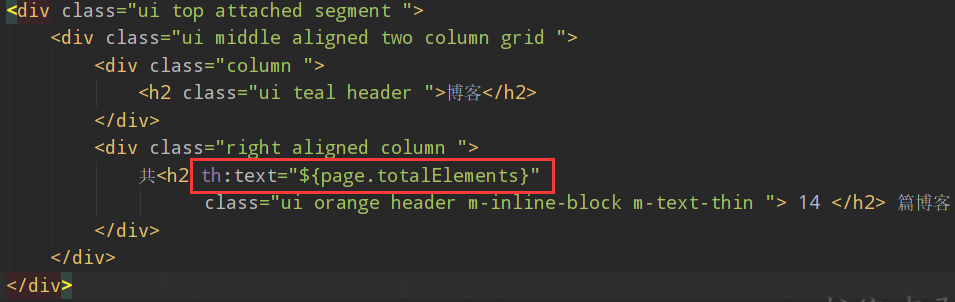 <div class="ui top attached segment ">
<div class="ui middle aligned two column grid ">
<div class="column ">
<h2 class="ui teal header ">博客</h2>
</div>
<div class="right aligned column ">
共<h2 th:text="${page.totalElements}"
class="ui orange header m-inline-block m-text-thin "> 14 </h2> 篇博客
</div>
</div>
</div>